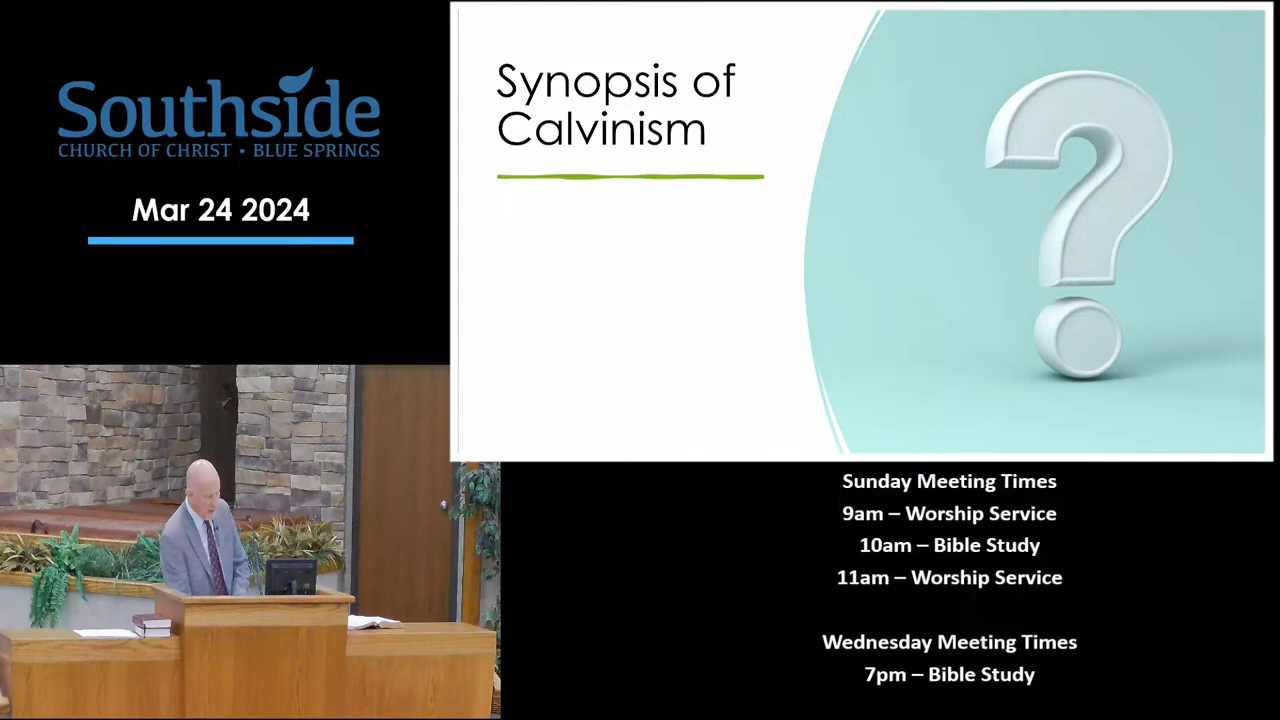 Southside
CHURCH OF CHRIST • BLUE SPRINGS
Mar 24 2024
Synopsis of
Calvinism
Sunday Meeting Times
9am – Worship Service
10am – Bible Study
11am – Worship Service
Wednesday Meeting Times
7pm – Bible Study